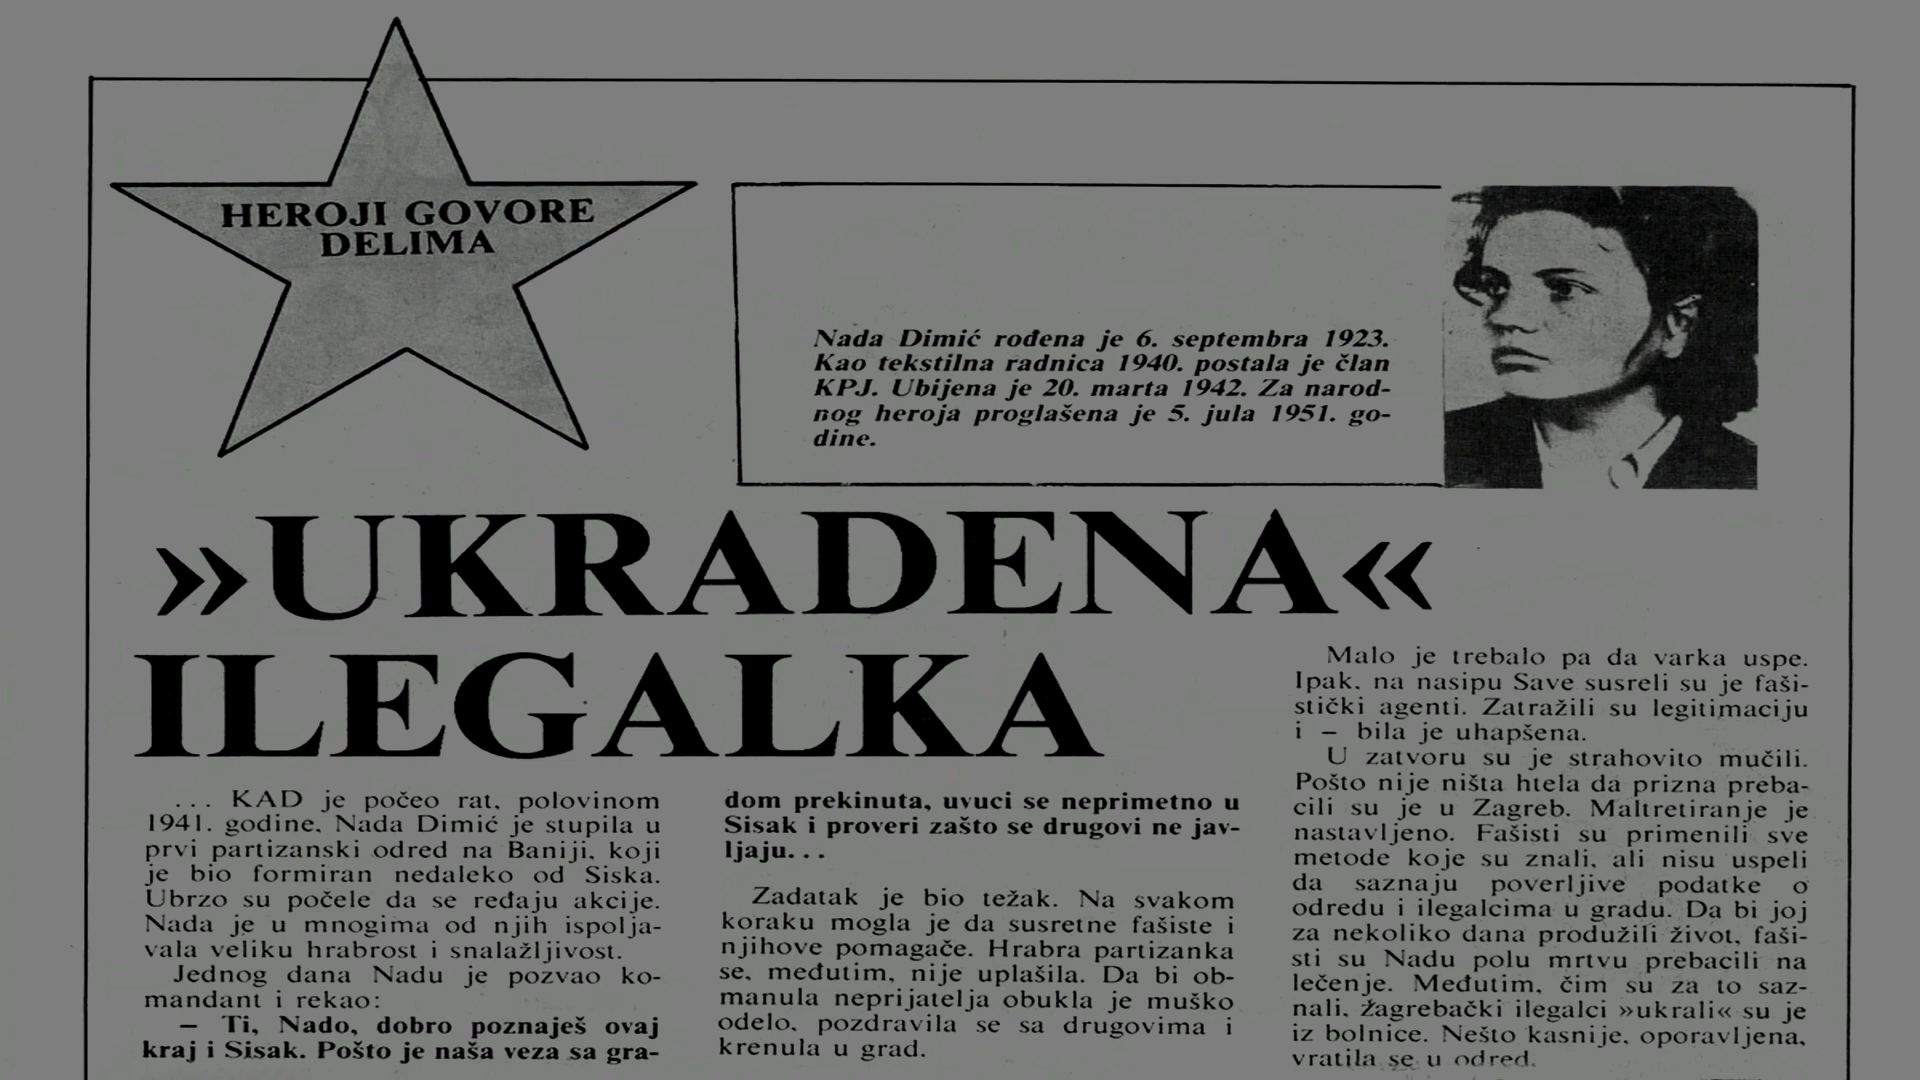 HEROJI GOVORE
DELIMA
Nada Dimić rođena je 6. septembra 1923.
Kao tekstilna radnica 1940. postala je član
KPJ. Ubijena je 20. marta 1942. Za narod-
nog heroja proglašena je 5. jula 1951. go-
dine.
»UKRADENA«
ILEGALKA
... KAD je počeo rat, polovinom
1941. godine, Nada Dimić je stupila u
prvi partizanski odred na Baniji, koji
je bio formiran nedaleko od Siska.
Ubrzo su počele da se ređaju akcije.
Nada je u mnogima od njih ispolja-
vala veliku hrabrost i snalažljivost.
Jednog dana Nadu je pozvao ko-
mandant i rekao:
– Ti, Nado, dobro poznaješ ovaj
kraj i Sisak. Pošto je naša veza sa gra-
dom prekinuta, uvuci se neprimetno u
Sisak i proveri zašto se drugovi ne jav-
ljaju...
Zadatak je bio težak. Na svakom
koraku mogla je da susretne fašiste i
njihove pomagače. Hrabra partizanka
se, međutim, nije uplašila. Da bi ob-
manula neprijatelja obukla je muško
odelo, pozdravila se sa drugovima i
krenula u grad.
Malo je trebalo pa da varka uspe.
Ipak, na nasipu Save susreli su je faši-
stički agenti. Zatražili su legitimaciju
i – bila je uhapšena.
U zatvoru su je strahovito mučili.
Pošto nije ništa htela da prizna preba-
cili su je u Zagreb. Maltretiranje je
nastavljeno. Fašisti su primenili sve
metode koje su znali, ali nisu uspeli
da saznaju poverljive podatke o
odredu i ilegalcima u gradu. Da bi joj
za nekoliko dana produžili život, faši-
sti su Nadu polu mrtvu prebacili na
lečenje. Međutim, čim su za to saz-
nali, žagrebački ilegalci »ukrali« su je
iz bolnice. Nešto kasnije, oporavljena,
vratila se u odred.